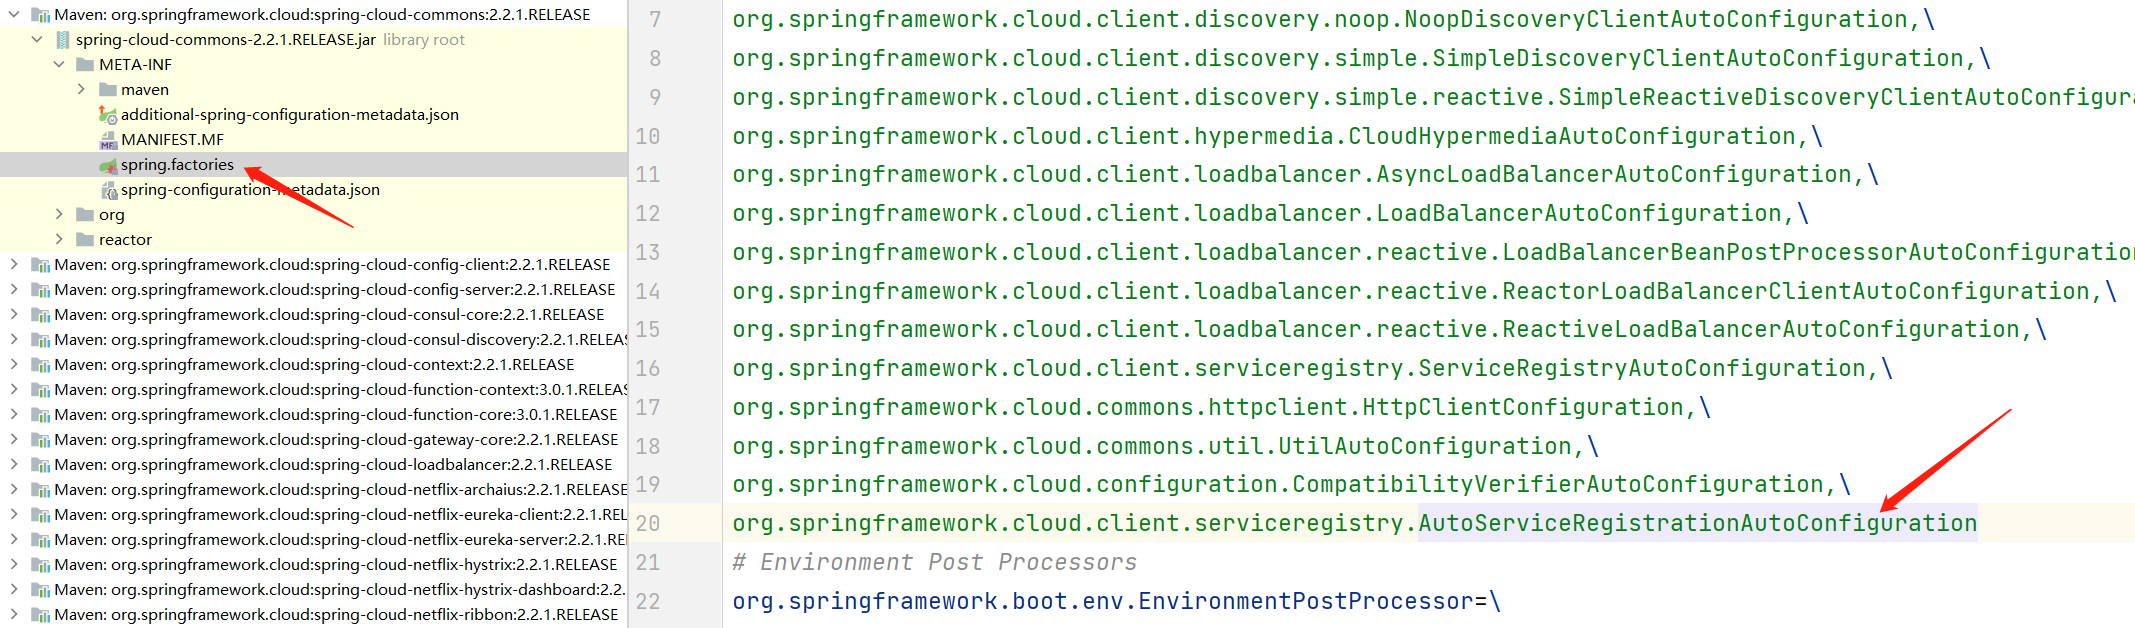 Maven: org.springframework.cloud:spring-cloud-commons:2.2.1.RELEASE
spring-cloud-commons-2.2.1.RELEASE.jar library root
META-INF
maven
additional-spring-configuration-metadata.json
MANIFEST.MF
spring.factories
spring-configuration-metadata.json
org
reactor
Maven: org.springframework.cloud:spring-cloud-config-client:2.2.1.RELEASE
Maven: org.springframework.cloud:spring-cloud-config-server:2.2.1.RELEASE
Maven: org.springframework.cloud:spring-cloud-consul-core:2.2.1.RELEASE
Maven: org.springframework.cloud:spring-cloud-consul-discovery:2.2.1.RELEAS
Maven: org.springframework.cloud:spring-cloud-context:2.2.1.RELEASE
Maven: org.springframework.cloud:spring-cloud-function-context:3.0.1.RELEAS
Maven: org.springframework.cloud:spring-cloud-function-core:3.0.1.RELEASE
Maven: org.springframework.cloud:spring-cloud-gateway-core:2.2.1.RELEASE
Maven: org.springframework.cloud:spring-cloud-loadbalancer:2.2.1.RELEASE
Maven: org.springframework.cloud:spring-cloud-netflix-archaius:2.2.1.RELEASE
Maven: org.springframework.cloud:spring-cloud-netflix-eureka-client:2.2.1.REL
Maven: org.springframework.cloud:spring-cloud-netflix-eureka-server:2.2.1.RE
Maven: org.springframework.cloud:spring-cloud-netflix-hystrix:2.2.1.RELEASE
Maven: org.springframework.cloud:spring-cloud-netflix-hystrix-dashboard:2.2.
Maven: org.springframework.cloud:spring-cloud-netflix-ribbon:2.2.1.RELEASE
7 org.springframework.cloud.client.discovery.noop.NoopDiscoveryClientAutoConfiguration,\
8 org.springframework.cloud.client.discovery.simple.SimpleDiscoveryClientAutoConfiguration,\
9 org.springframework.cloud.client.discovery.simple.reactive.SimpleReactiveDiscoveryClientAutoConfigura
10 org.springframework.cloud.client.hypermedia.CloudHypermediaAutoConfiguration,\
11 org.springframework.cloud.client.loadbalancer.AsyncLoadBalancerAutoConfiguration,\
12 org.springframework.cloud.client.loadbalancer.LoadBalancerAutoConfiguration,\
13 org.springframework.cloud.client.loadbalancer.reactive.LoadBalancerBeanPostProcessorAutoConfiguration
14 org.springframework.cloud.client.loadbalancer.reactive.ReactorLoadBalancerClientAutoConfiguration,\
15 org.springframework.cloud.client.loadbalancer.reactive.ReactiveLoadBalancerAutoConfiguration,\
16 org.springframework.cloud.client.serviceregistry.ServiceRegistryAutoConfiguration,\
17 org.springframework.cloud.commons.httpclient.HttpClientConfiguration,\
18 org.springframework.cloud.commons.util.UtilAutoConfiguration,\
19 org.springframework.cloud.configuration.CompatibilityVerifierAutoConfiguration,\
20 org.springframework.cloud.client.serviceregistry.AutoServiceRegistrationAutoConfiguration
21 # Environment Post Processors
22 org.springframework.boot.env.EnvironmentPostProcessor=\